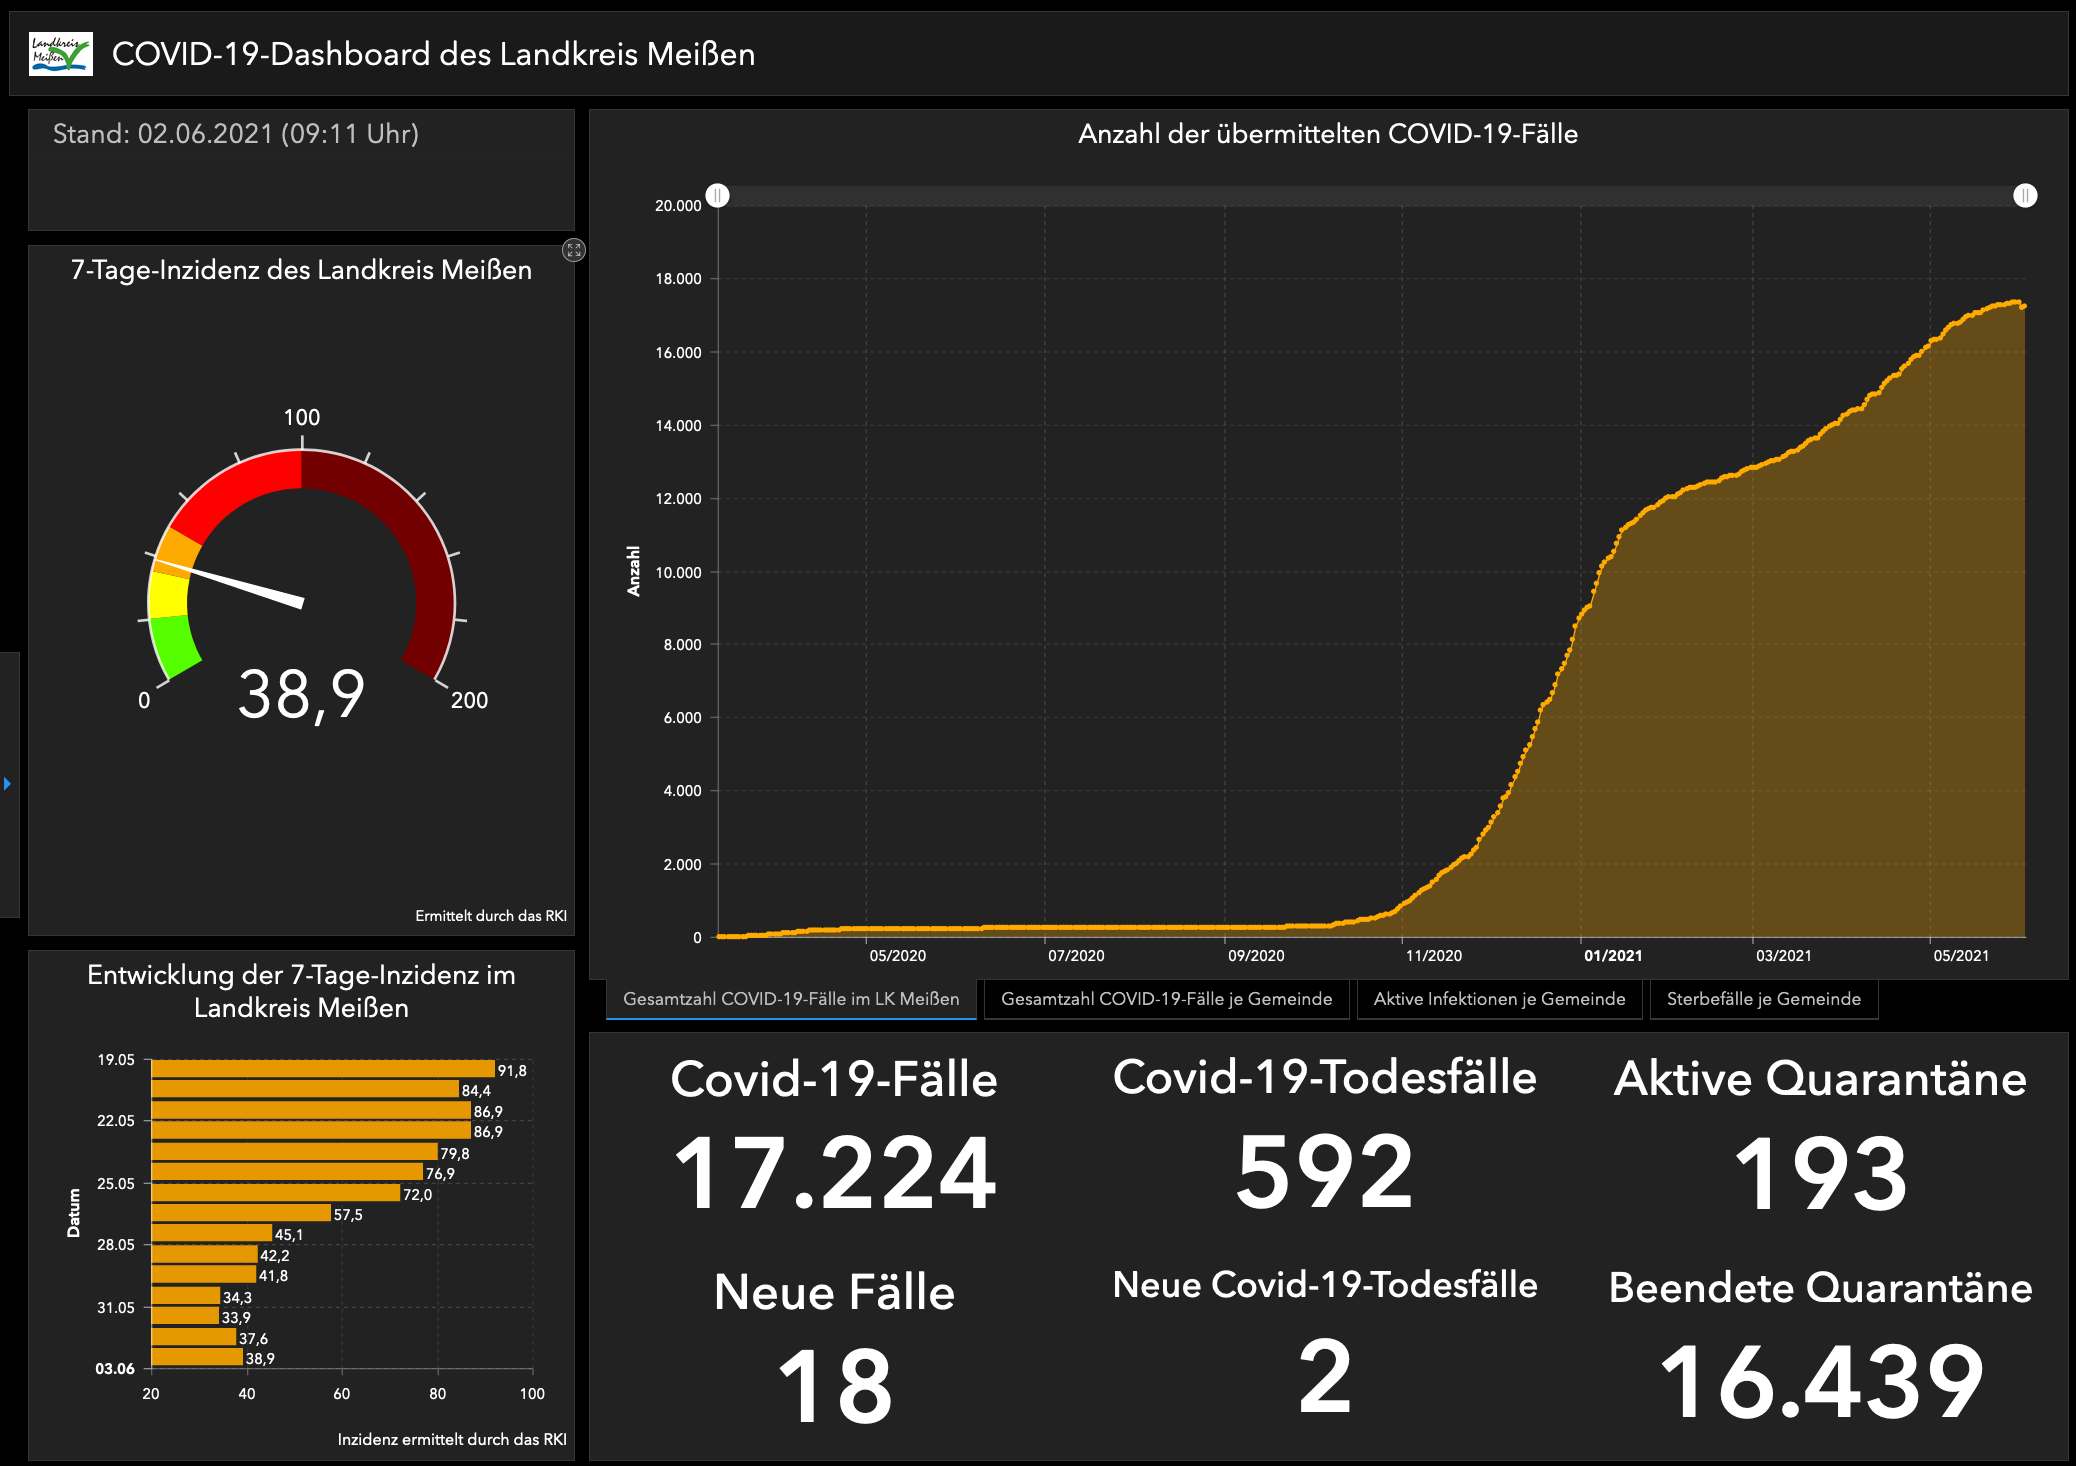 Landkreis
Meißen
COVID-19-Dashboard des Landkreis Meißen
Stand: 02.06.2021 (09:11 Uhr)
7-Tage-Inzidenz des Landkreis Meißen
100
0
200
38,9
Ermittelt durch das RKI
Entwicklung der 7-Tage-Inzidenz im
Landkreis Meißen
Datum
19.05
22.05
25.05
28.05
31.05
03.06
91,8
84,4
86,9
86,9
79,8
76,9
72,0
57,5
45,1
42,2
41,8
34,3
33,9
37,6
38,9
20 40 60 80 100
Inzidenz ermittelt durch das RKI
Anzahl der übermittelten COVID-19-Fälle
Anzahl
20.000
18.000
16.000
14.000
12.000
10.000
8.000
6.000
4.000
2.000
0
05/2020 07/2020 09/2020 11/2020 01/2021 03/2021 05/2021
Gesamtzahl COVID-19-Fälle im LK Meißen
Gesamtzahl COVID-19-Fälle je Gemeinde
Aktive Infektionen je Gemeinde
Sterbefälle je Gemeinde
Covid-19-Fälle
17.224
Covid-19-Todesfälle
592
Aktive Quarantäne
193
Neue Fälle
18
Neue Covid-19-Todesfälle
2
Beendete Quarantäne
16.439